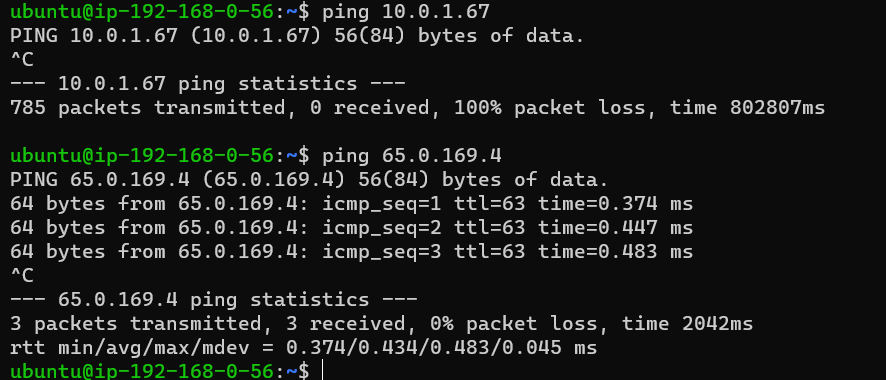 ubuntu@ip-192-168-0-56:~$ ping 10.0.1.67
PING 10.0.1.67 (10.0.1.67) 56(84) bytes of data.
^C
--- 10.0.1.67 ping statistics ---
785 packets transmitted, 0 received, 100% packet loss, time 802807ms

ubuntu@ip-192-168-0-56:~$ ping 65.0.169.4
PING 65.0.169.4 (65.0.169.4) 56(84) bytes of data.
64 bytes from 65.0.169.4: icmp_seq=1 ttl=63 time=0.374 ms
64 bytes from 65.0.169.4: icmp_seq=2 ttl=63 time=0.447 ms
64 bytes from 65.0.169.4: icmp_seq=3 ttl=63 time=0.483 ms
^C
--- 65.0.169.4 ping statistics ---
3 packets transmitted, 3 received, 0% packet loss, time 2042ms
rtt min/avg/max/mdev = 0.374/0.434/0.483/0.045 ms
ubuntu@ip-192-168-0-56:~$